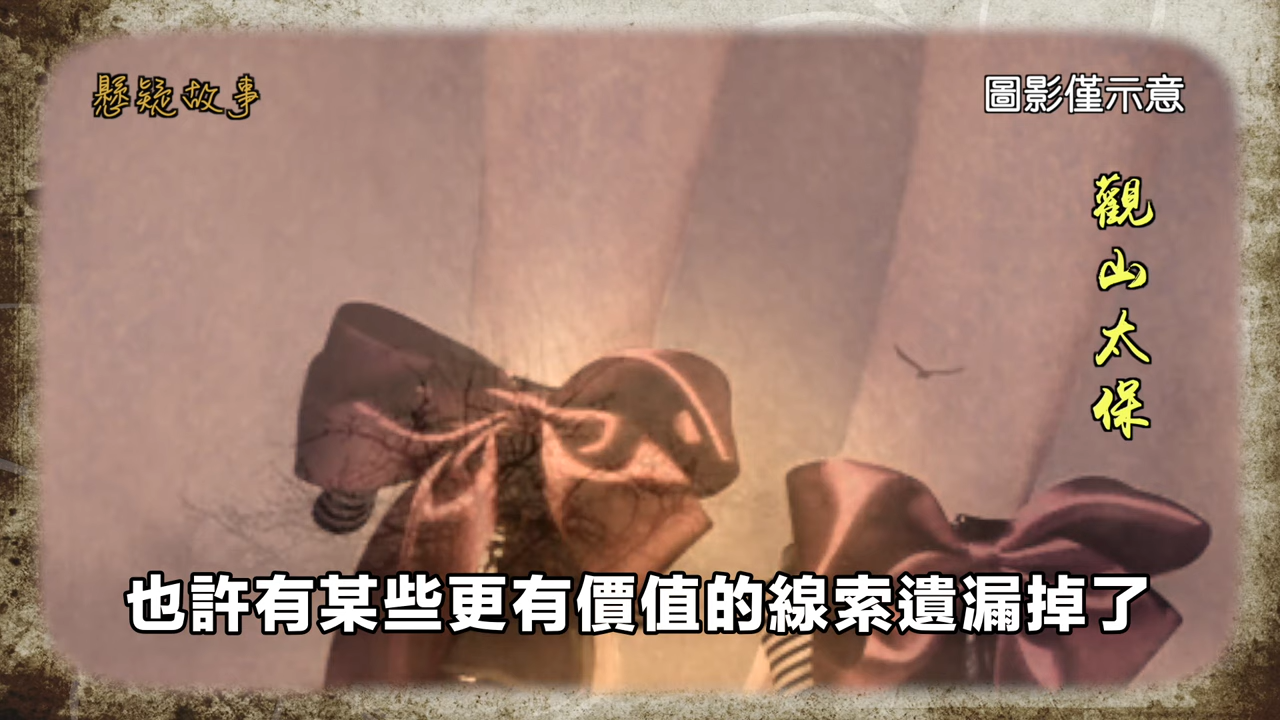 懸疑故事
圖影僅示意
觀山太保
也許有某些更有價值的線索遺漏掉了